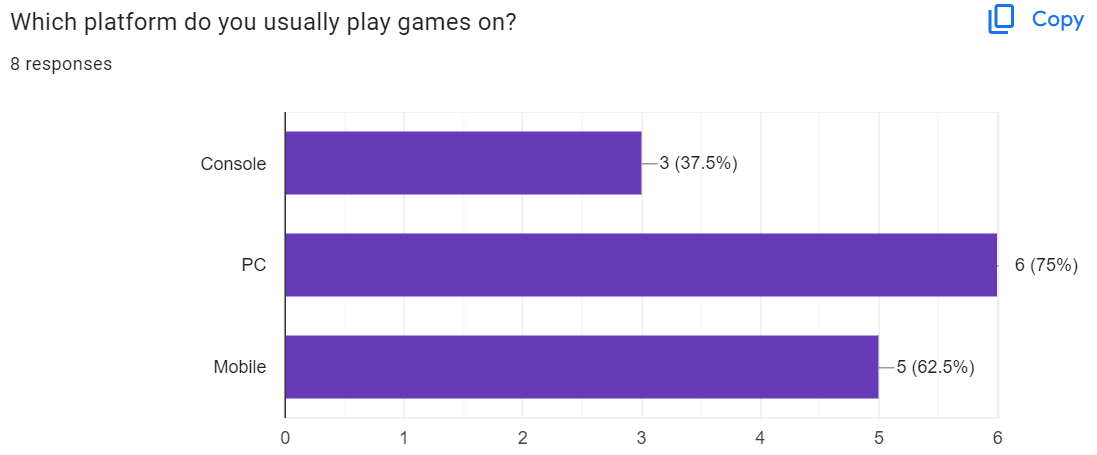 Which platform do you usually play games on?
Copy
8 responses
Console
3 (37.5%)
PC
6 (75%)
Mobile
5 (62.5%)
0 1 2 3 4 5 6